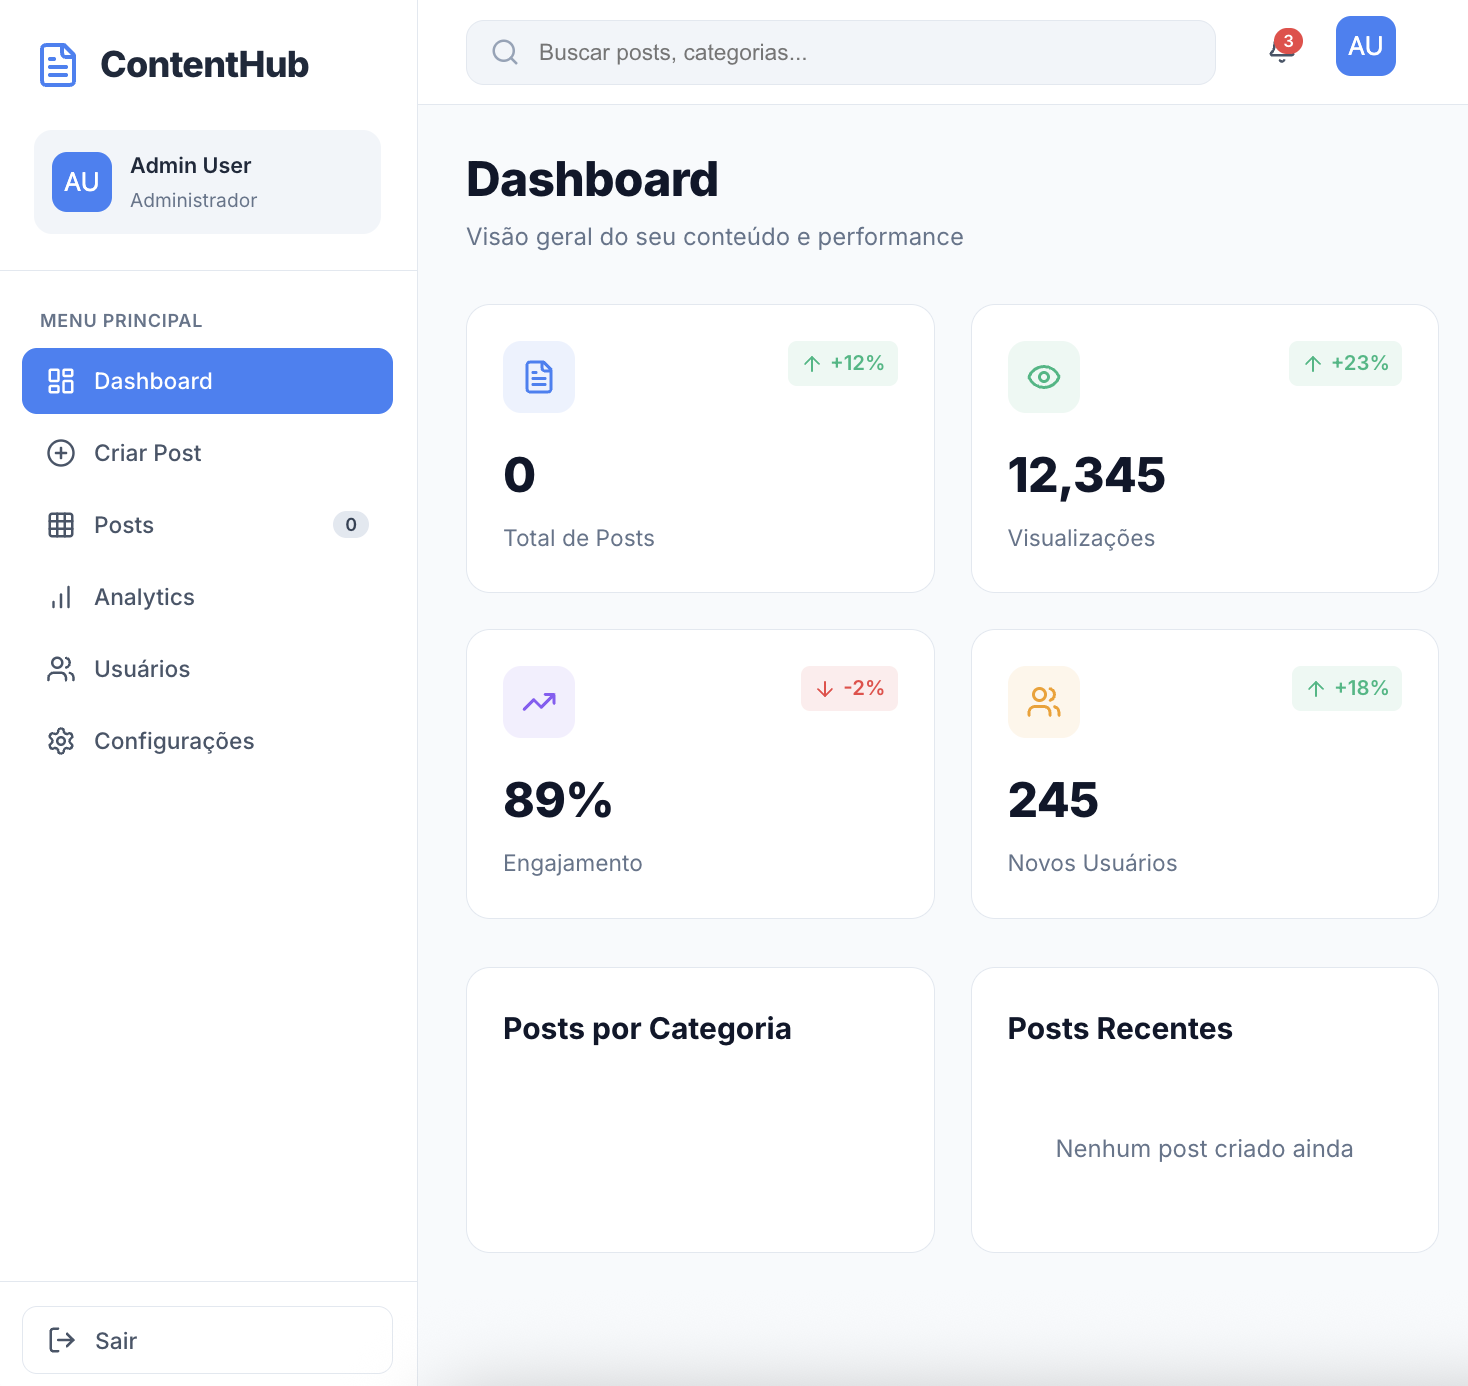 ContentHub
AU
Admin User
Administrador
MENU PRINCIPAL
Dashboard
Criar Post
Posts
0
Analytics
Usuários
Configurações
Sair
Buscar posts, categorias...
3
AU
Dashboard
Visão geral do seu conteúdo e performance
+12%
0
Total de Posts
+23%
12,345
Visualizações
-2%
89%
Engajamento
+18%
245
Novos Usuários
Posts por Categoria
Posts Recentes
Nenhum post criado ainda